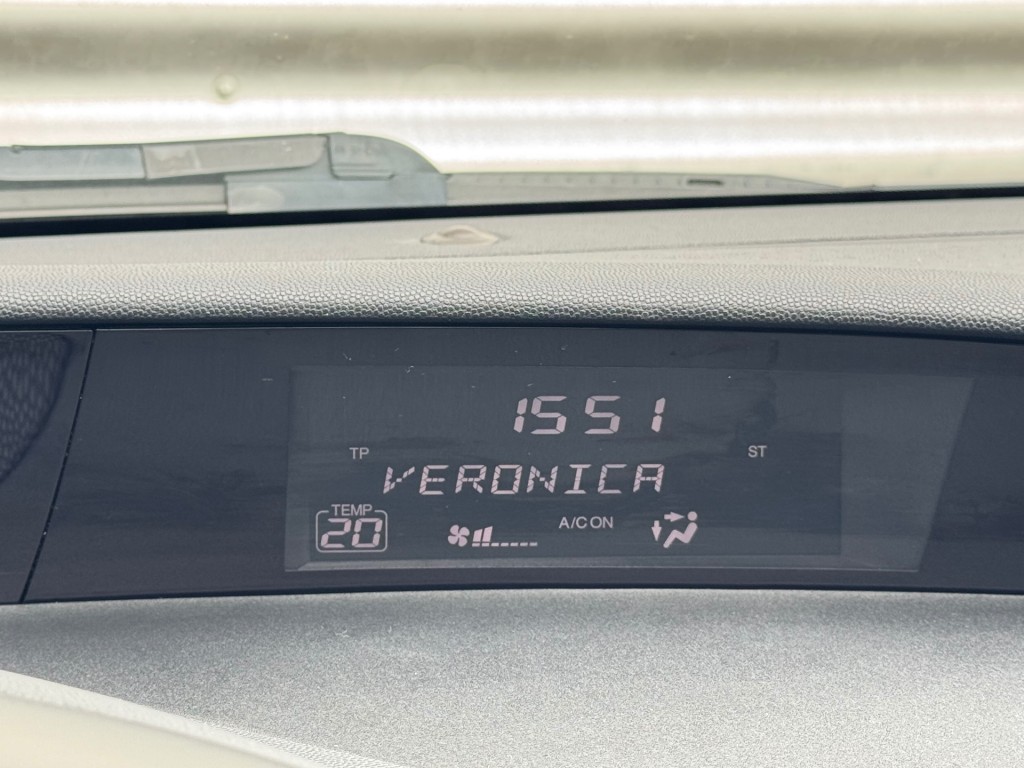 1551
TP ST
VERONICA
TEMP
20 A/C ON